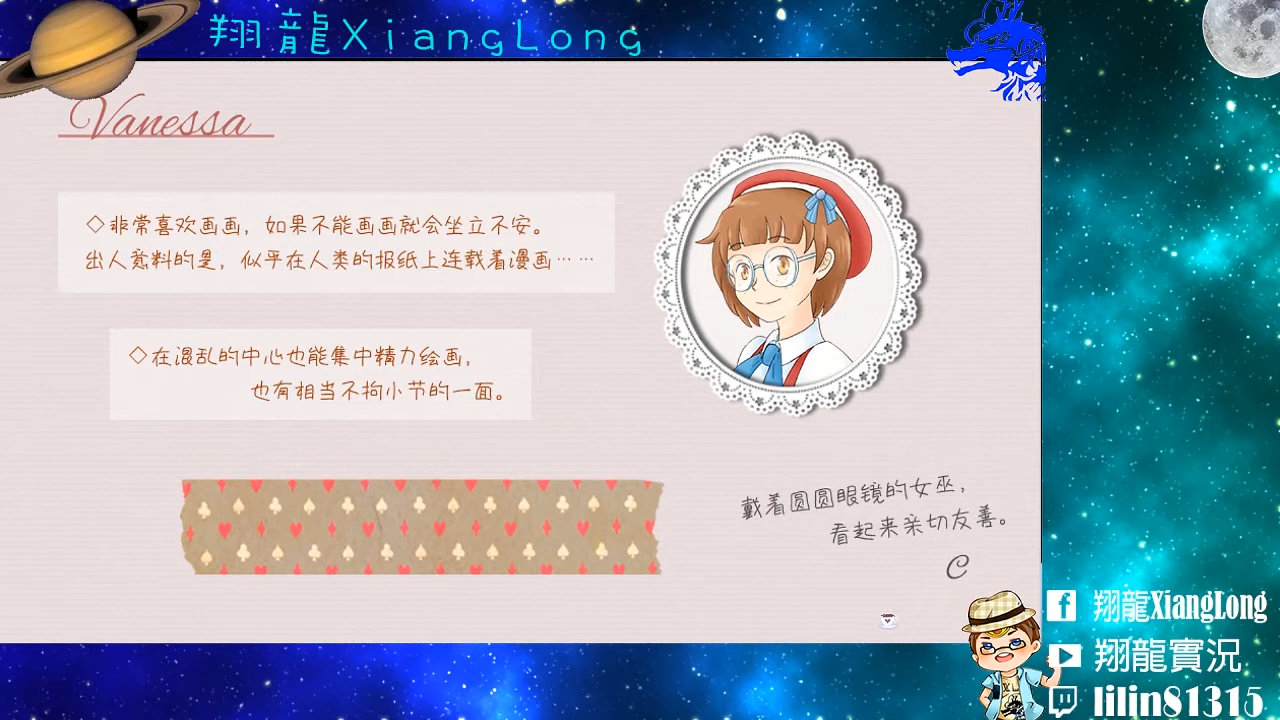 翔龍XiangLong
Vanessa
◇非常喜欢画画，如果不能画画就会坐立不安。
出人意料的是，似乎在人类的报纸上连载着漫画……
◇在混乱的中心也能集中精力绘画，
也有相当不拘小节的一面。
戴着圆圆眼镜的女巫，
看起来亲切友善。
C
翔龍XiangLong
翔龍實況
lilin81315